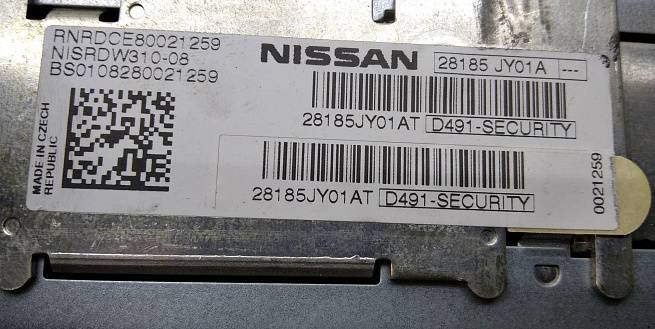 RNRDCE80021259
NISRDW310-08
BS0108280021259
NISSAN
28185 JY01A ---
28185JY01AT D491-SECURITY
28185JY01AT D491-SECURITY
MADE IN CZECH
REPUBLIC
0021259